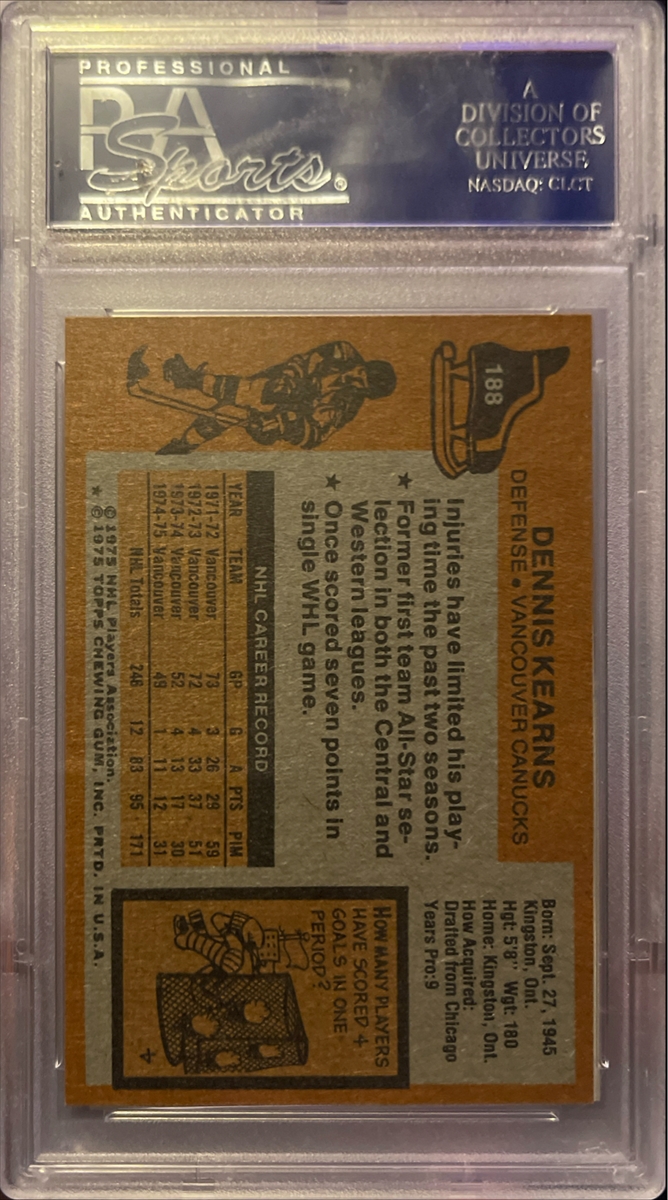 PROFESSIONAL
PSA
Sports®
AUTHENTICATOR
A
DIVISION OF
COLLECTORS
UNIVERSE
NASDAQ: CLCT
188
DENNIS KEARNS
DEFENSE • VANCOUVER CANUCKS
Injuries have limited his play-
ing time the past two seasons.
★ Former first team All-Star se-
lection in both the Central and
Western leagues.
★ Once scored seven points in
single WHL game.
NHL CAREER RECORD
YEAR TEAM GP G A PTS PIM
1971-72 Vancouver 73 3 26 29 59
1972-73 Vancouver 72 4 33 37 51
1973-74 Vancouver 52 4 13 17 30
1974-75 Vancouver 49 1 11 12 31
NHL Totals 246 12 83 95 171
© 1975 NHL Players Association.
★ © 1975 TOPPS CHEWING GUM, INC. PRTD. IN U.S.A.
Born: Sept. 27, 1945
Kingston, Ont.
Hgt: 5'8" Wgt: 180
Home: Kingston, Ont.
How Acquired:
Drafted from Chicago
Years Pro: 9
HOW MANY PLAYERS
HAVE SCORED 4
GOALS IN ONE
PERIOD?
4